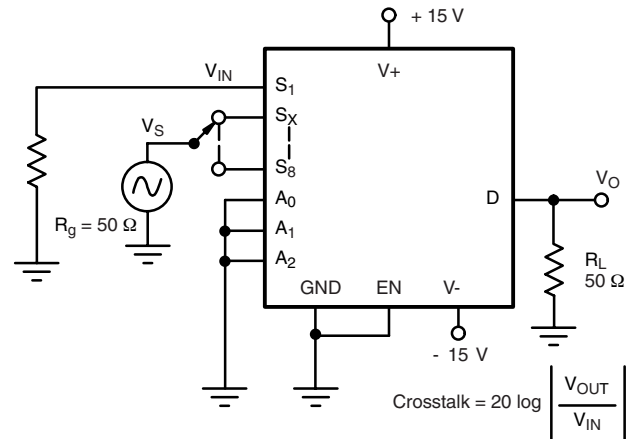 + 15 V
V+
V_IN
S_1
V_S
S_X
S_8
R_g = 50 Ω
A_0
A_1
A_2
D
V_O
R_L
50 Ω
GND
EN
V-
- 15 V
Crosstalk = 20 log | V_OUT / V_IN |